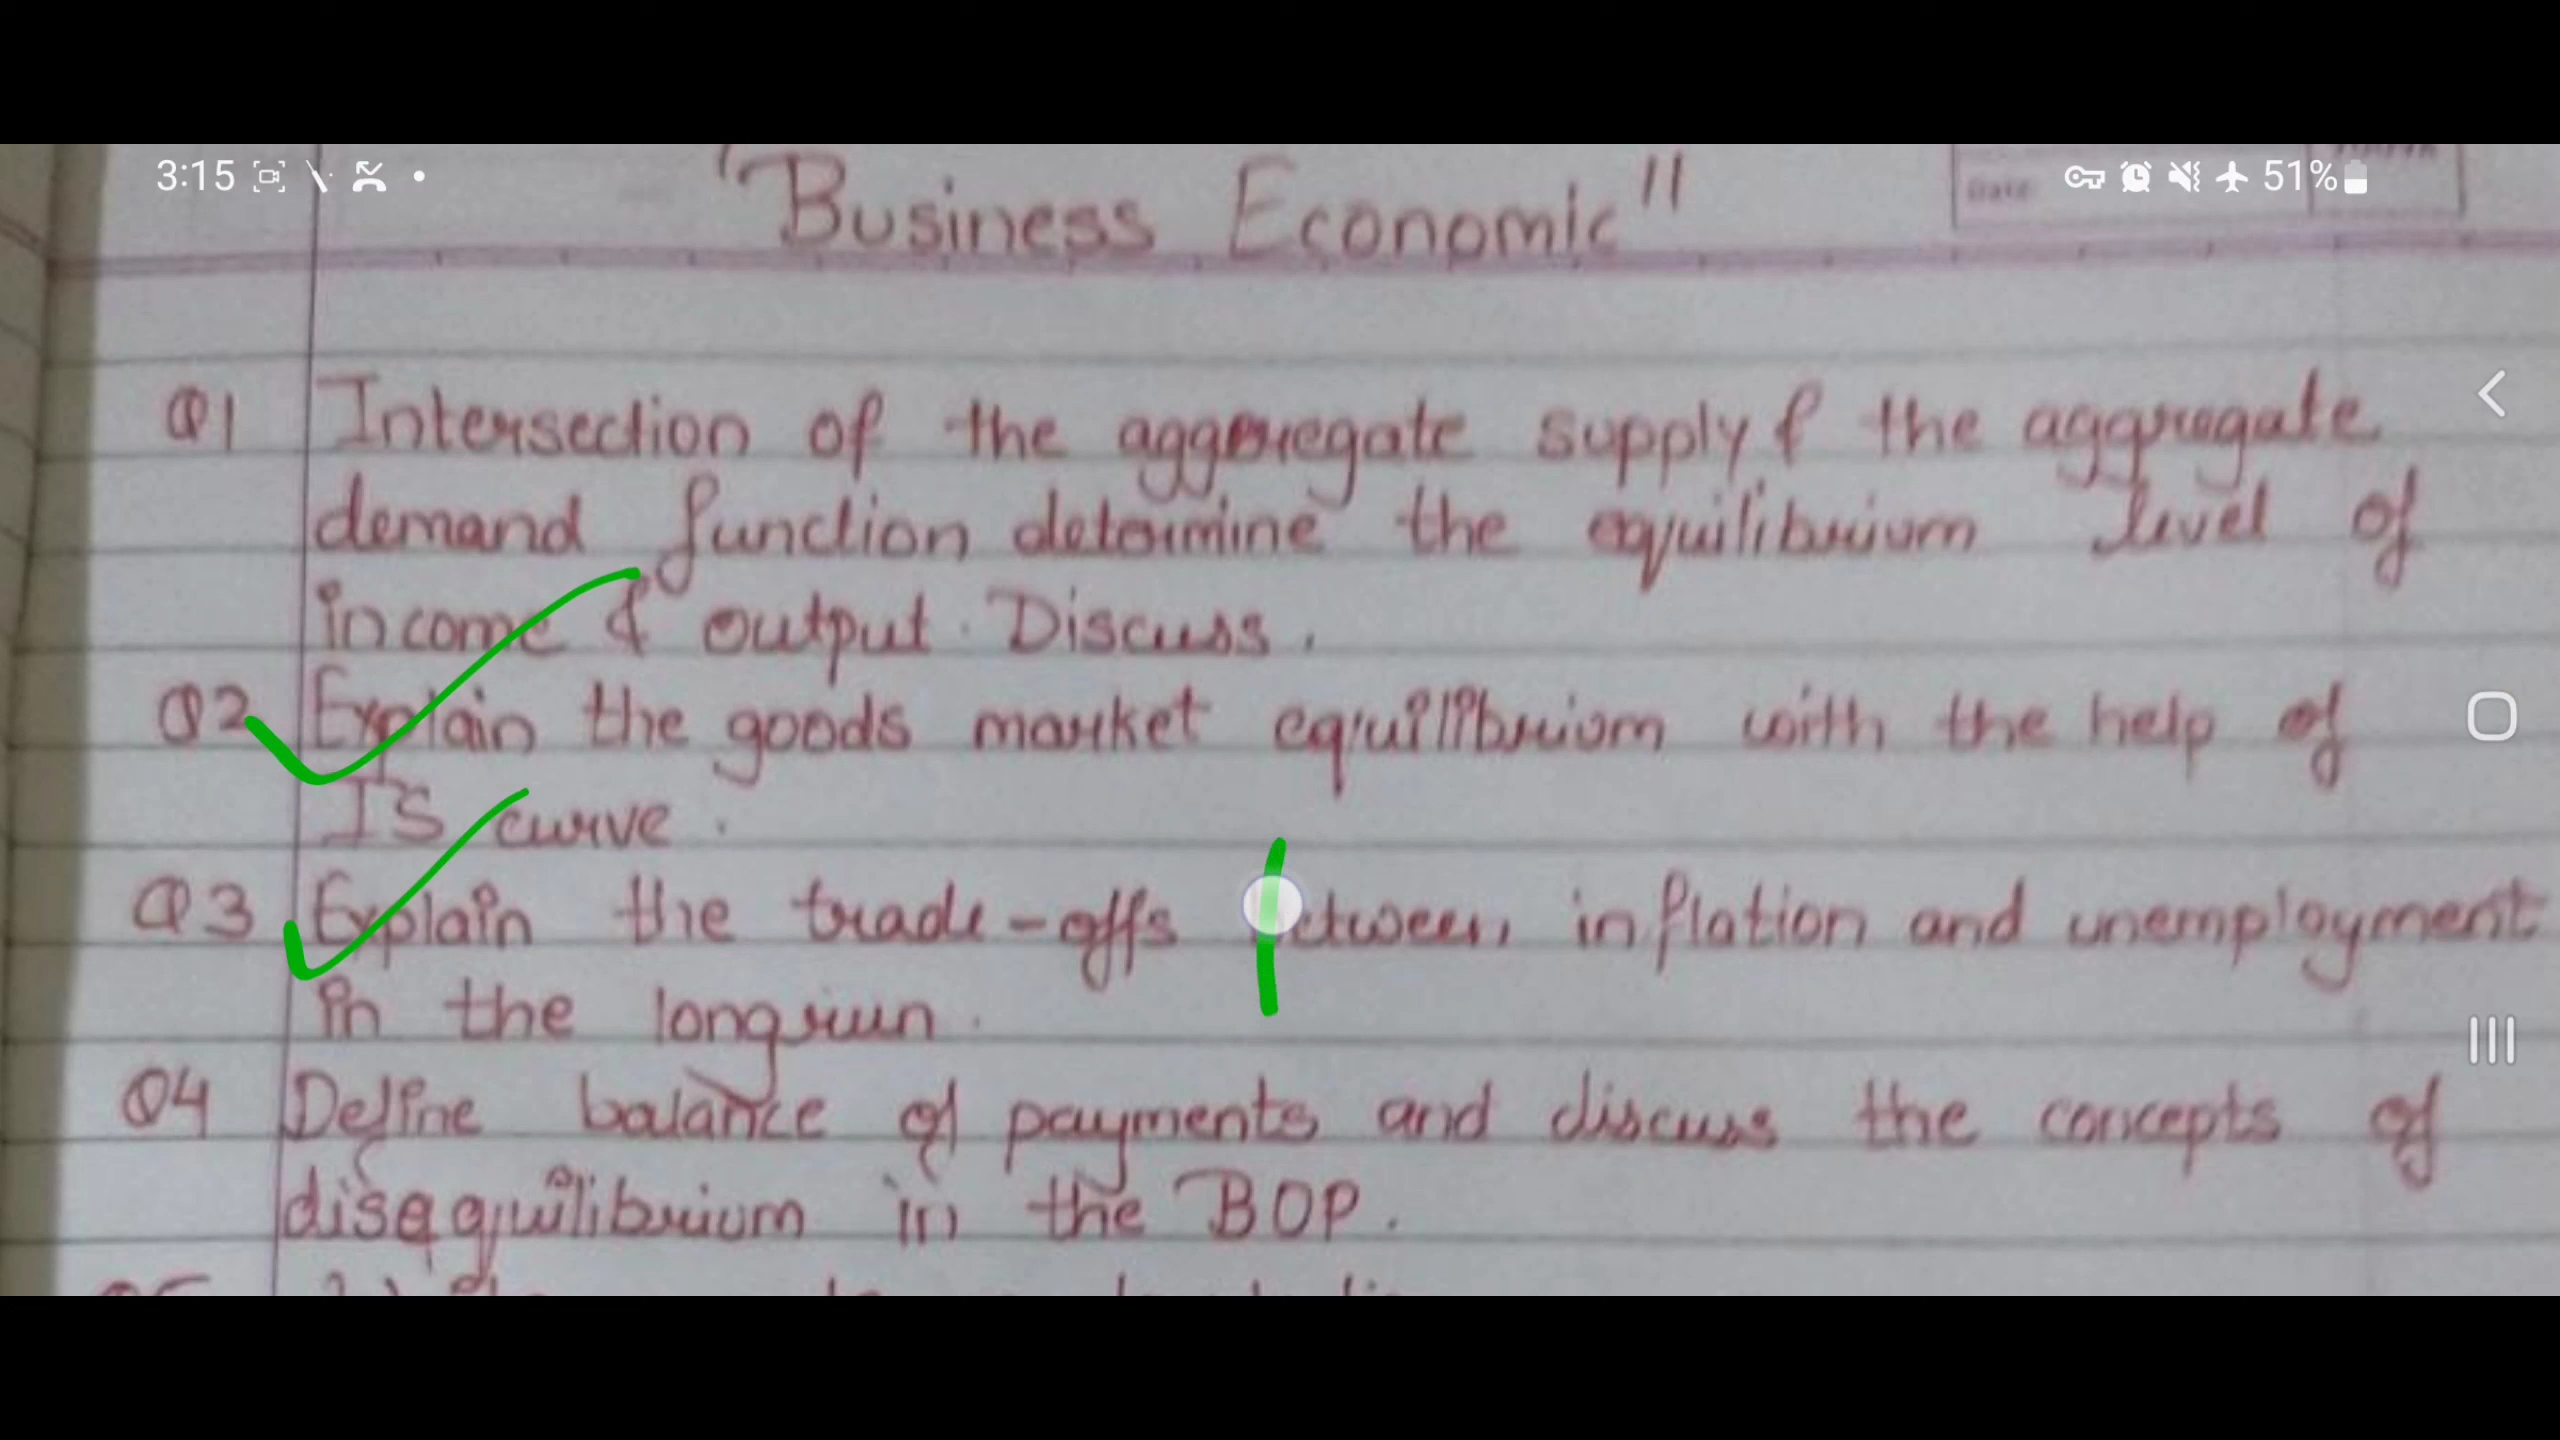 3:15
51%
"Business Economic"
Date
Q1 Intersection of the aggregate supply & the aggregate
demand function determine the equilibrium level of
income & output. Discuss.
Q2 Explain the goods market equilibrium with the help of
IS curve.
Q3 Explain the trade-offs between inflation and unemployment
in the longrun.
Q4 Define balance of payments and discuss the concepts of
disequilibrium in the BOP.